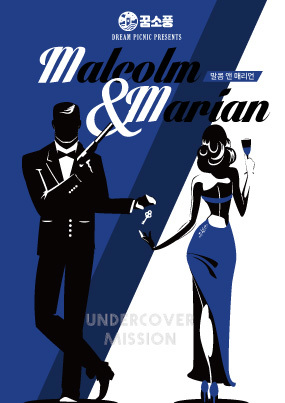 꿈소풍
DREAM PICNIC PRESENTS
Malcolm
말콤 앤 매리언
&Marian
UNDERCOVER
MISSION